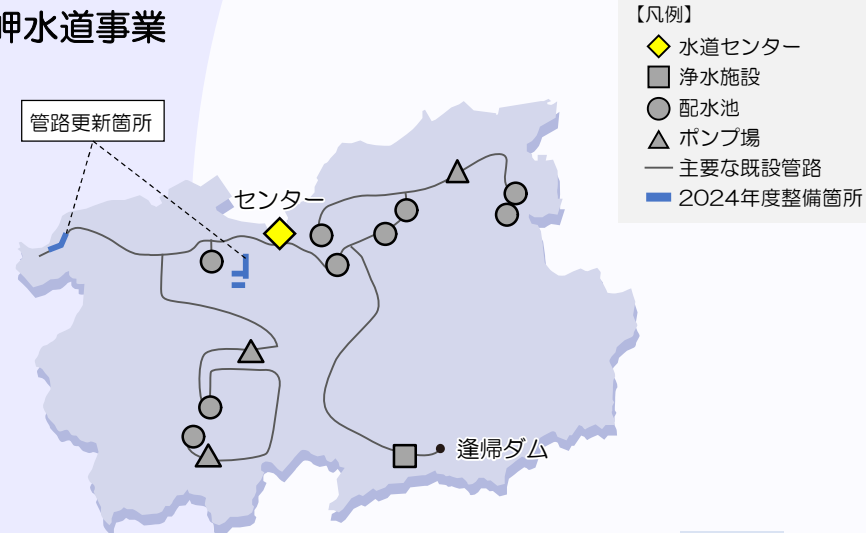 岬水道事業
【凡例】
水道センター
浄水施設
配水池
ポンプ場
主要な既設管路
2024年度整備箇所
管路更新箇所
センター
逢帰ダム